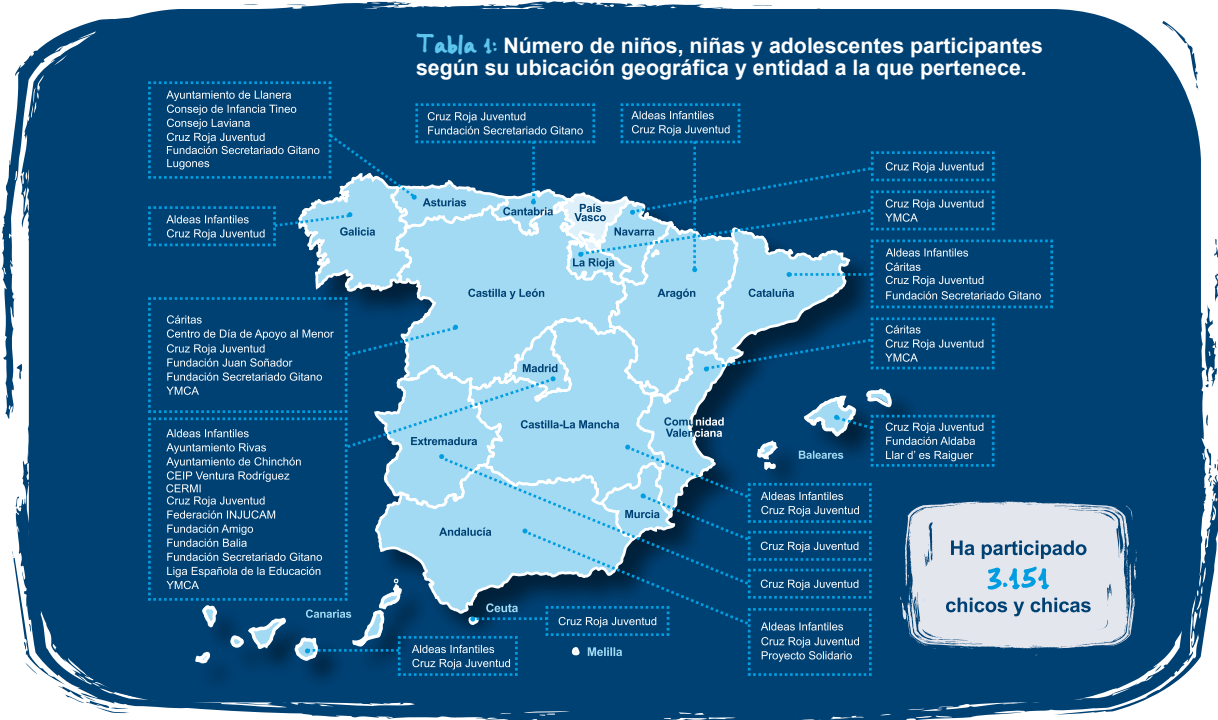 Tabla 1: Número de niños, niñas y adolescentes participantes
según su ubicación geográfica y entidad a la que pertenece.
Ayuntamiento de Llanera
Consejo de Infancia Tineo
Consejo Laviana
Cruz Roja Juventud
Fundación Secretariado Gitano
Lugones
Cruz Roja Juventud
Fundación Secretariado Gitano
Aldeas Infantiles
Cruz Roja Juventud
Cruz Roja Juventud
Cruz Roja Juventud
YMCA
Aldeas Infantiles
Cruz Roja Juventud
Aldeas Infantiles
Cáritas
Cruz Roja Juventud
Fundación Secretariado Gitano
Cáritas
Cruz Roja Juventud
YMCA
Cáritas
Centro de Día de Apoyo al Menor
Cruz Roja Juventud
Fundación Juan Soñador
Fundación Secretariado Gitano
YMCA
Aldeas Infantiles
Ayuntamiento Rivas
Ayuntamiento de Chinchón
CEIP Ventura Rodríguez
CERMI
Cruz Roja Juventud
Federación INJUCAM
Fundación Amigo
Fundación Balia
Fundación Secretariado Gitano
Liga Española de la Educación
YMCA
Asturias
Cantabria
País
Vasco
Navarra
Galicia
La Rioja
Castilla y León
Aragón
Cataluña
Madrid
Castilla-La Mancha
Comunidad
Valenciana
Extremadura
Baleares
Murcia
Andalucía
Canarias
Ceuta
Melilla
Cruz Roja Juventud
Fundación Aldaba
Llar d' es Raiguer
Aldeas Infantiles
Cruz Roja Juventud
Cruz Roja Juventud
Cruz Roja Juventud
Aldeas Infantiles
Cruz Roja Juventud
Proyecto Solidario
Cruz Roja Juventud
Aldeas Infantiles
Cruz Roja Juventud
Ha participado
3.151
chicos y chicas